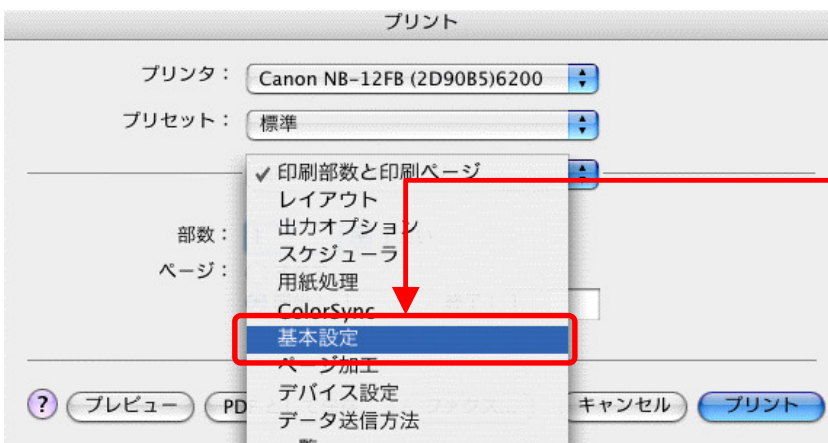 プリント
プリンタ： Canon NB-12FB (2D90B5)6200
プリセット： 標準
✓ 印刷部数と印刷ページ
レイアウト
出力オプション
部数：
スケジューラ
ページ：
用紙処理
ColorSync
基本設定
ページ加工
デバイス設定
データ送信方法
? プレビュー PD キャンセル プリント